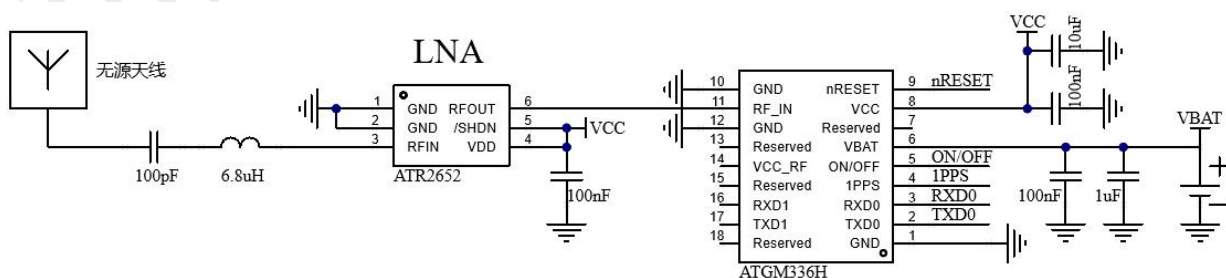 无源天线
100pF
6.8uH
LNA
1 GND RFOUT 6
2 GND /SHDN 5
3 RFIN VDD 4
ATR2652
VCC
100nF
10 GND nRESET 9 nRESET
11 RF_IN VCC 8
12 GND Reserved 7
13 Reserved VBAT 6
14 VCC_RF ON/OFF 5 ON/OFF
15 Reserved 1PPS 4 1PPS
16 RXD1 RXD0 3 RXD0
17 TXD1 TXD0 2 TXD0
18 Reserved GND 1
ATGM336H
VCC
10uF
100nF
VBAT
100nF
1uF
+